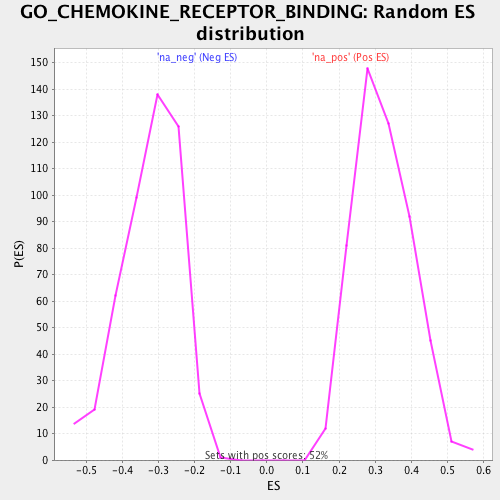 GO_CHEMOKINE_RECEPTOR_BINDING: Random ES
distribution
'na_neg' (Neg ES) 'na_pos' (Pos ES)
150
140
130
120
110
100
90
80
70
60
50
40
30
20
10
0
P(ES)
Sets with pos scores: 52%
-0.5 -0.4 -0.3 -0.2 -0.1 0.0 0.1 0.2 0.3 0.4 0.5 0.6
ES